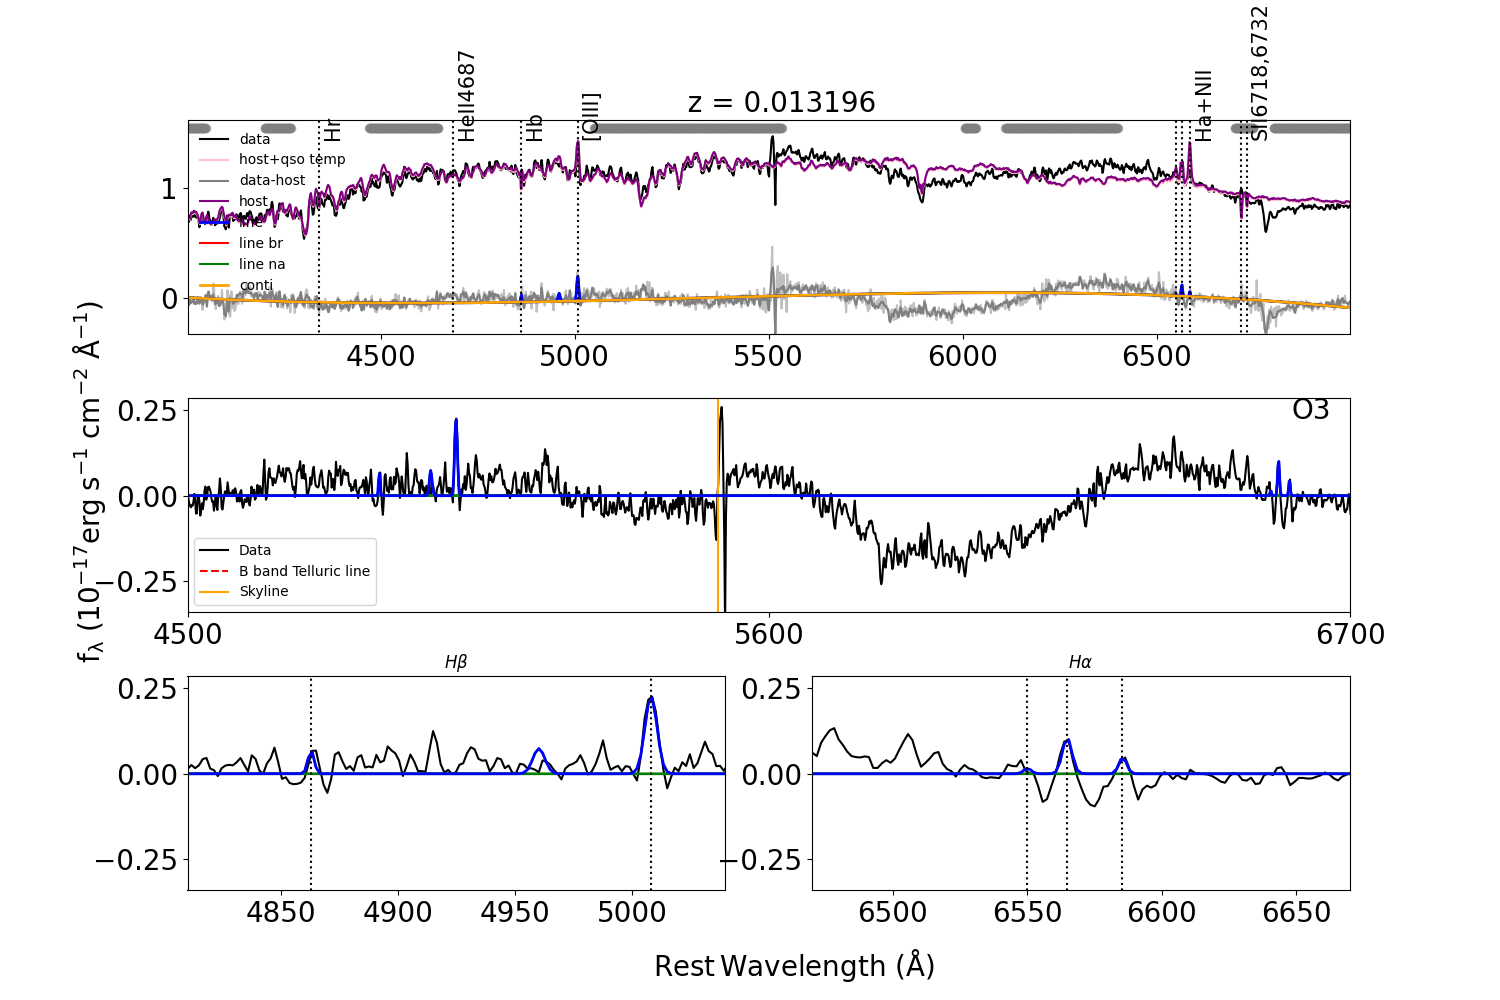 z = 0.013196
Hr
HeII4687
Hb
[OIII]
Ha+NII
SII6718,6732
data
host+qso temp
data-host
host
line
line br
line na
conti
1
0
4500
5000
5500
6000
6500
f_λ (10^{-17} erg s^{-1} cm^{-2} Å^{-1})
O3
0.25
0.00
−0.25
Data
B band Telluric line
Skyline
4500
5600
6700
Hβ
0.25
0.00
−0.25
4850
4900
4950
5000
Hα
0.25
0.00
−0.25
6500
6550
6600
6650
Rest Wavelength (Å)